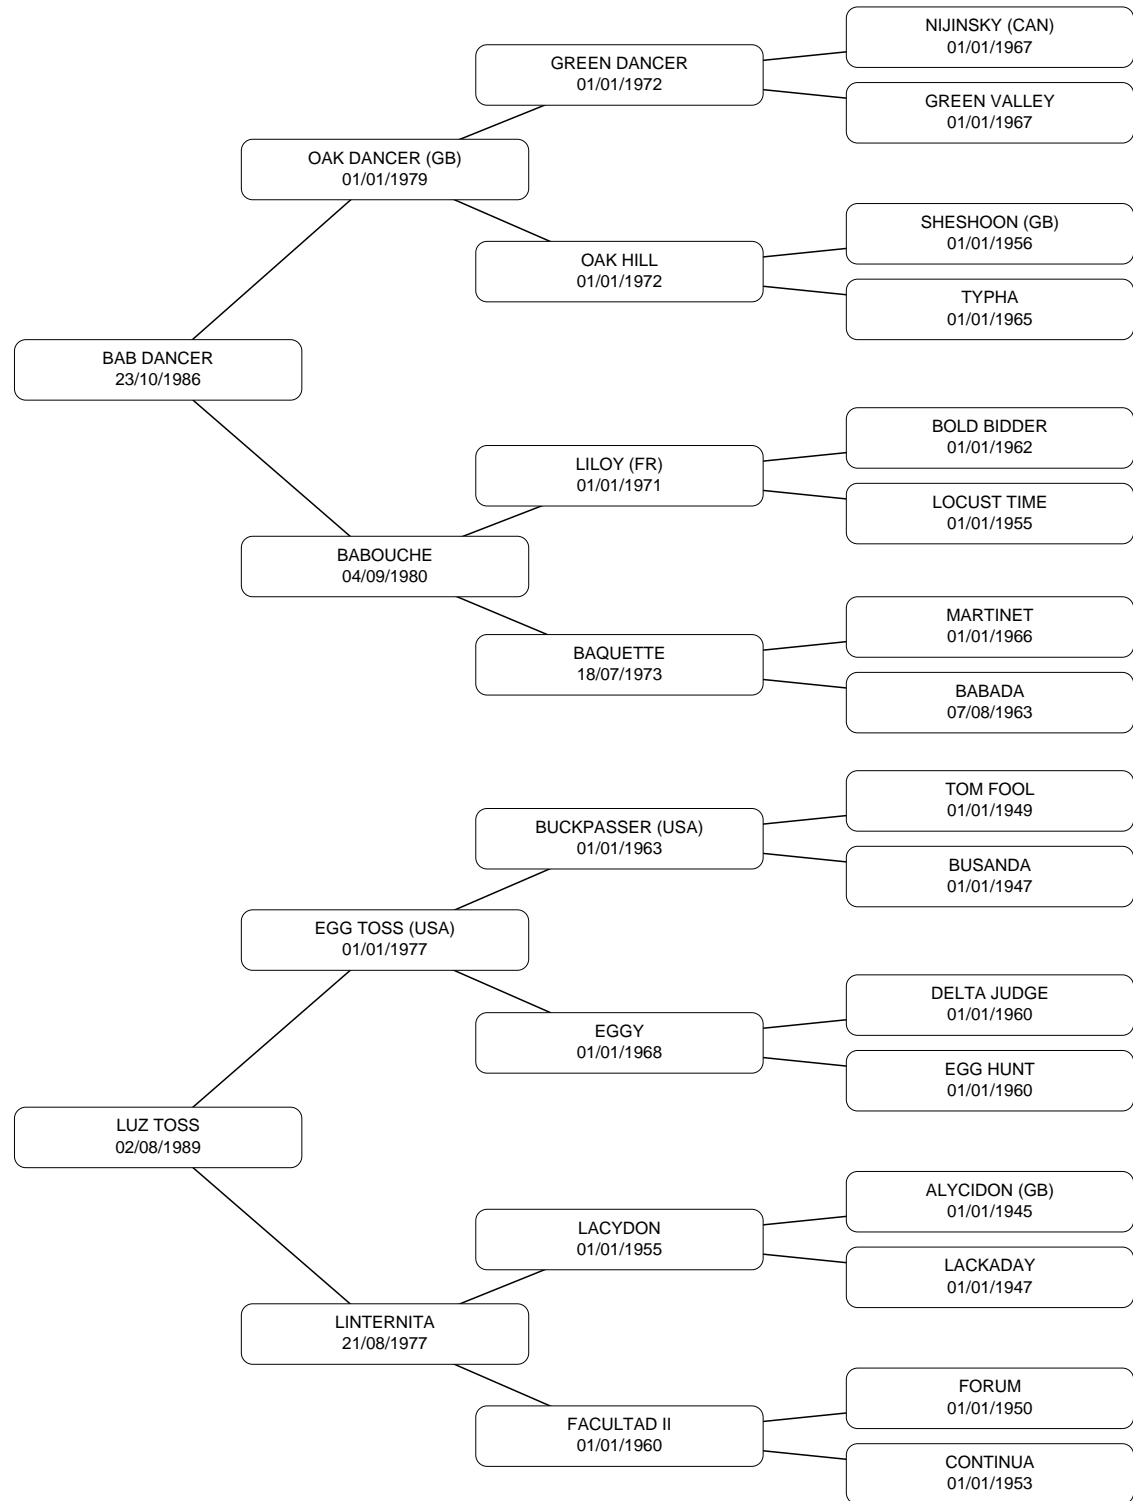 NIJINSKY (CAN)
01/01/1967
GREEN DANCER
01/01/1972
GREEN VALLEY
01/01/1967
OAK DANCER (GB)
01/01/1979
SHESHOON (GB)
01/01/1956
OAK HILL
01/01/1972
TYPHA
01/01/1965
BAB DANCER
23/10/1986
BOLD BIDDER
01/01/1962
LILOY (FR)
01/01/1971
LOCUST TIME
01/01/1955
BABOUCHE
04/09/1980
MARTINET
01/01/1966
BAQUETTE
18/07/1973
BABADA
07/08/1963
TOM FOOL
01/01/1949
BUCKPASSER (USA)
01/01/1963
BUSANDA
01/01/1947
EGG TOSS (USA)
01/01/1977
DELTA JUDGE
01/01/1960
EGGY
01/01/1968
EGG HUNT
01/01/1960
LUZ TOSS
02/08/1989
ALYCIDON (GB)
01/01/1945
LACYDON
01/01/1955
LACKADAY
01/01/1947
LINTERNITA
21/08/1977
FORUM
01/01/1950
FACULTAD II
01/01/1960
CONTINUA
01/01/1953